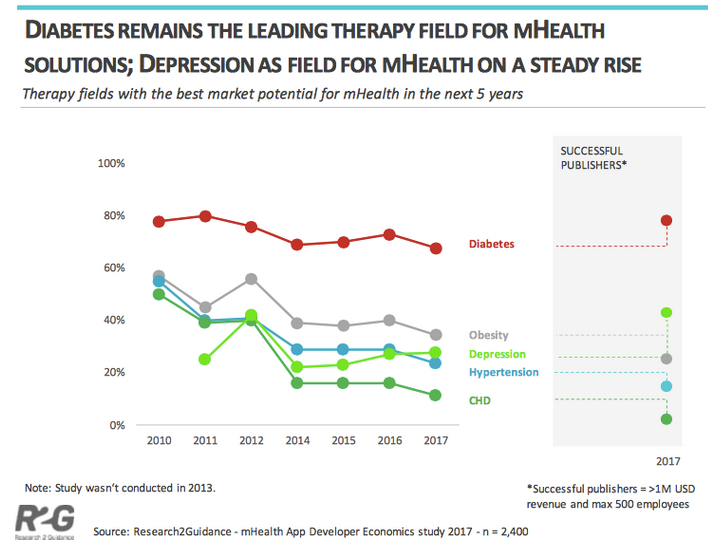 DIABETES REMAINS THE LEADING THERAPY FIELD FOR MHEALTH
SOLUTIONS; DEPRESSION AS FIELD FOR MHEALTH ON A STEADY RISE
Therapy fields with the best market potential for mHealth in the next 5 years
SUCCESSFUL
PUBLISHERS*
100%
80%
60%
40%
20%
0%
Diabetes
Obesity
Depression
Hypertension
CHD
2010 2011 2012 2014 2015 2016 2017
2017
Note: Study wasn't conducted in 2013.
*Successful publishers = >1M USD
revenue and max 500 employees
R2G
Research 2 Guidance
Source: Research2Guidance - mHealth App Developer Economics study 2017 - n = 2,400